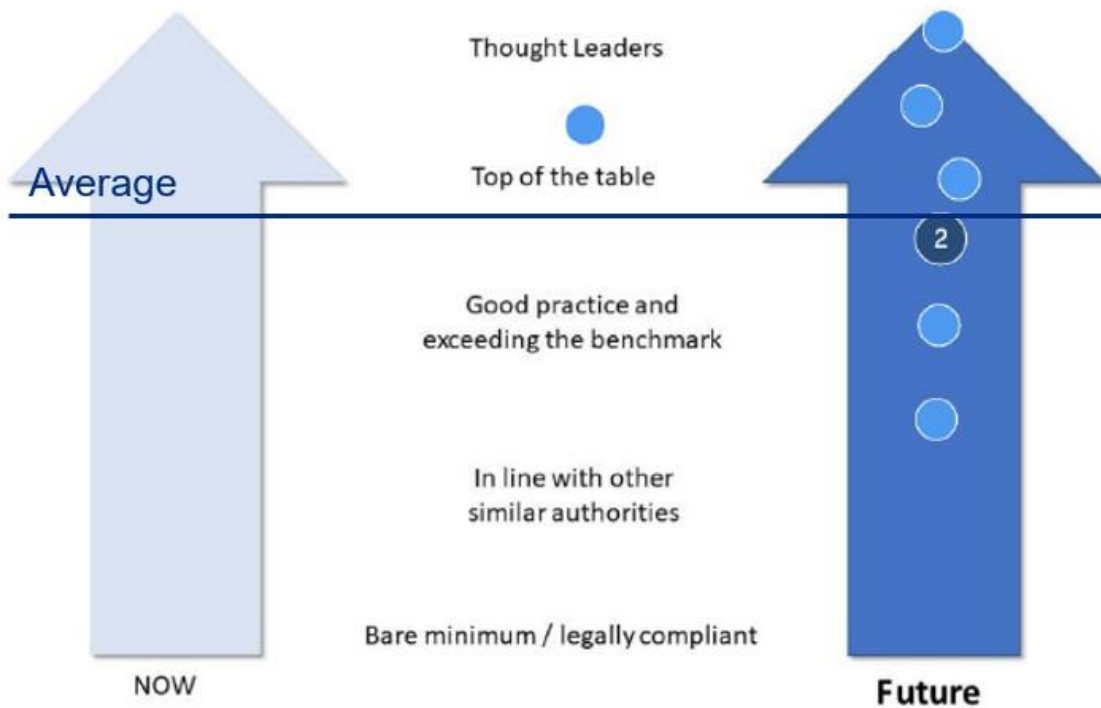 Thought Leaders
Average
Top of the table
2
Good practice and
exceeding the benchmark
In line with other
similar authorities
Bare minimum / legally compliant
NOW
Future